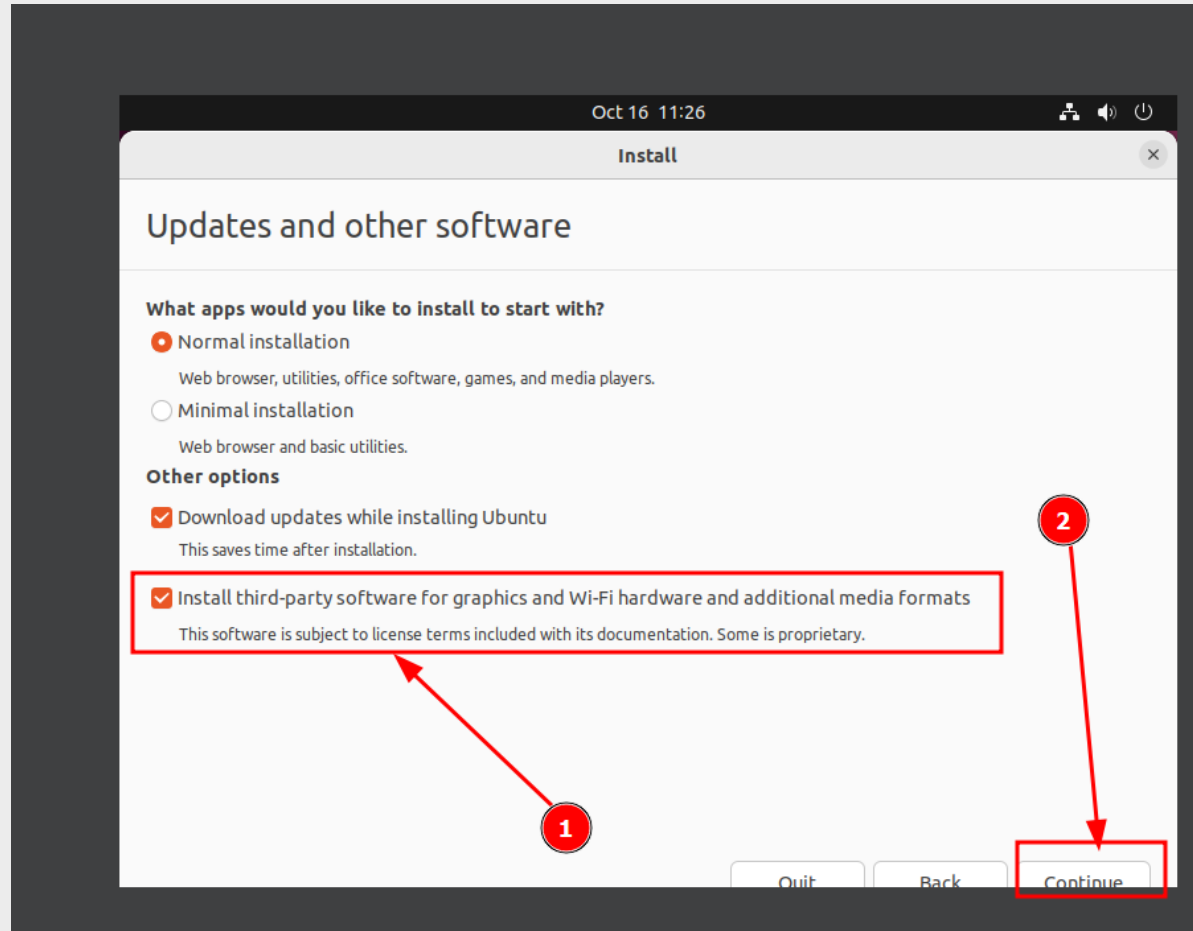 Oct 16 11:26
Install
Updates and other software
What apps would you like to install to start with?
Normal installation
Web browser, utilities, office software, games, and media players.
Minimal installation
Web browser and basic utilities.
Other options
Download updates while installing Ubuntu
This saves time after installation.
2
Install third-party software for graphics and Wi-Fi hardware and additional media formats
This software is subject to license terms included with its documentation. Some is proprietary.
1
Quit Back Continue